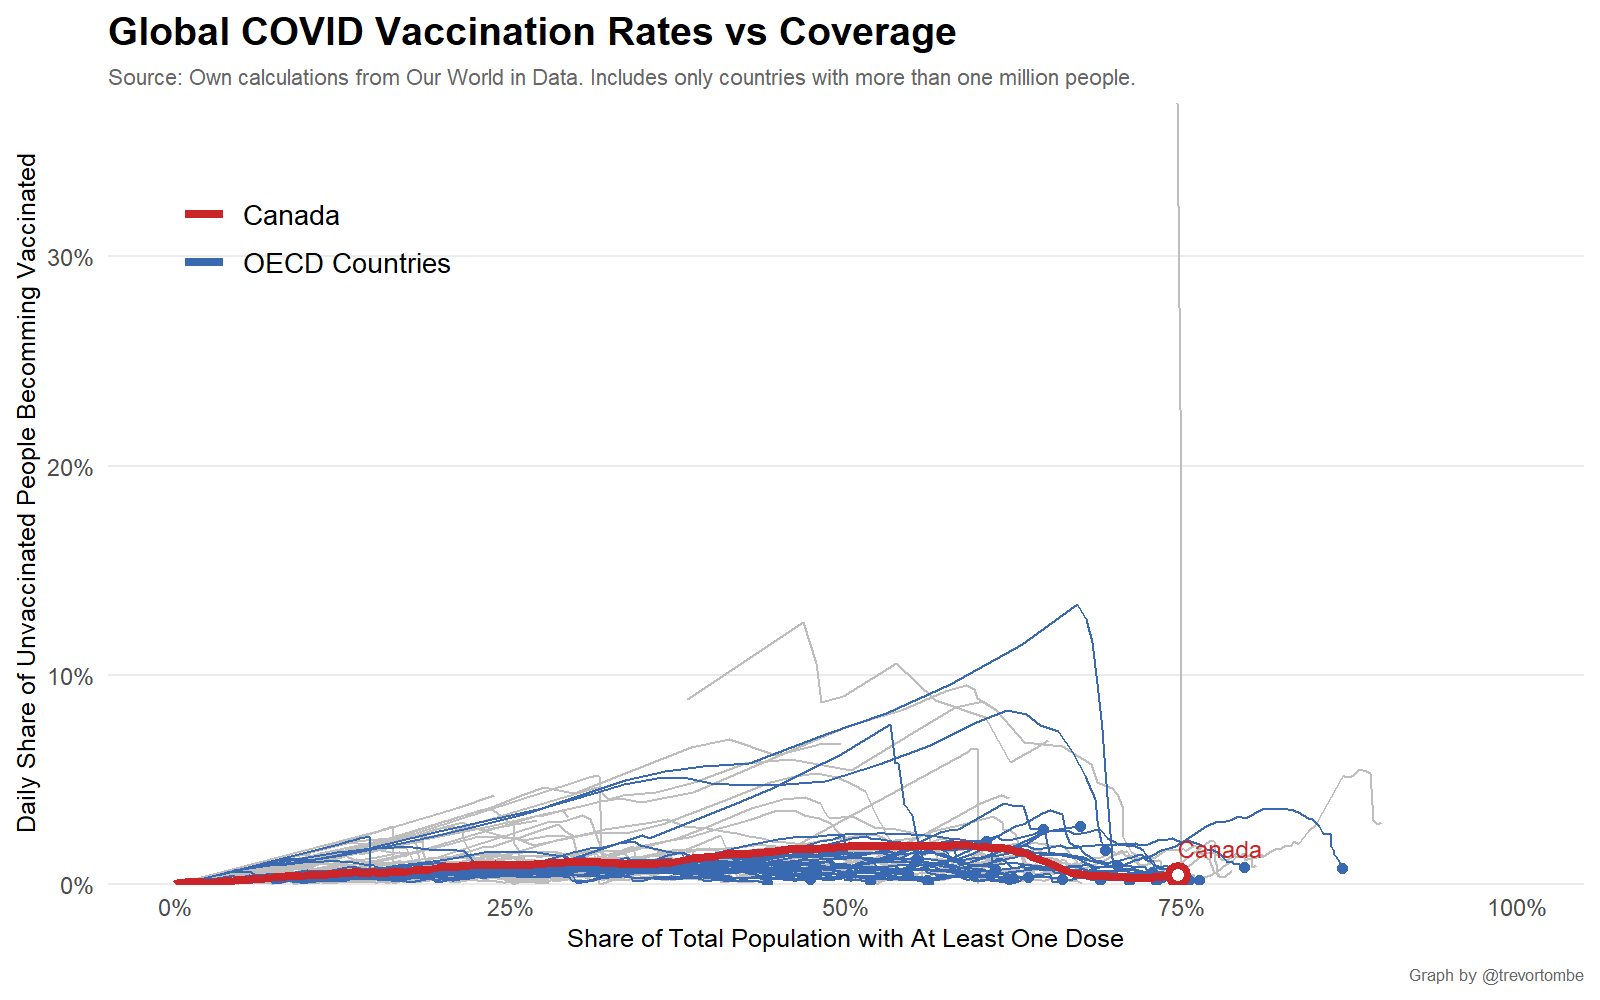 Global COVID Vaccination Rates vs Coverage
Source: Own calculations from Our World in Data. Includes only countries with more than one million people.
Daily Share of Unvaccinated People Becomming Vaccinated
Canada
OECD Countries
30%
20%
10%
0%
Canada
0%
25%
50%
75%
100%
Share of Total Population with At Least One Dose
Graph by @trevortombe